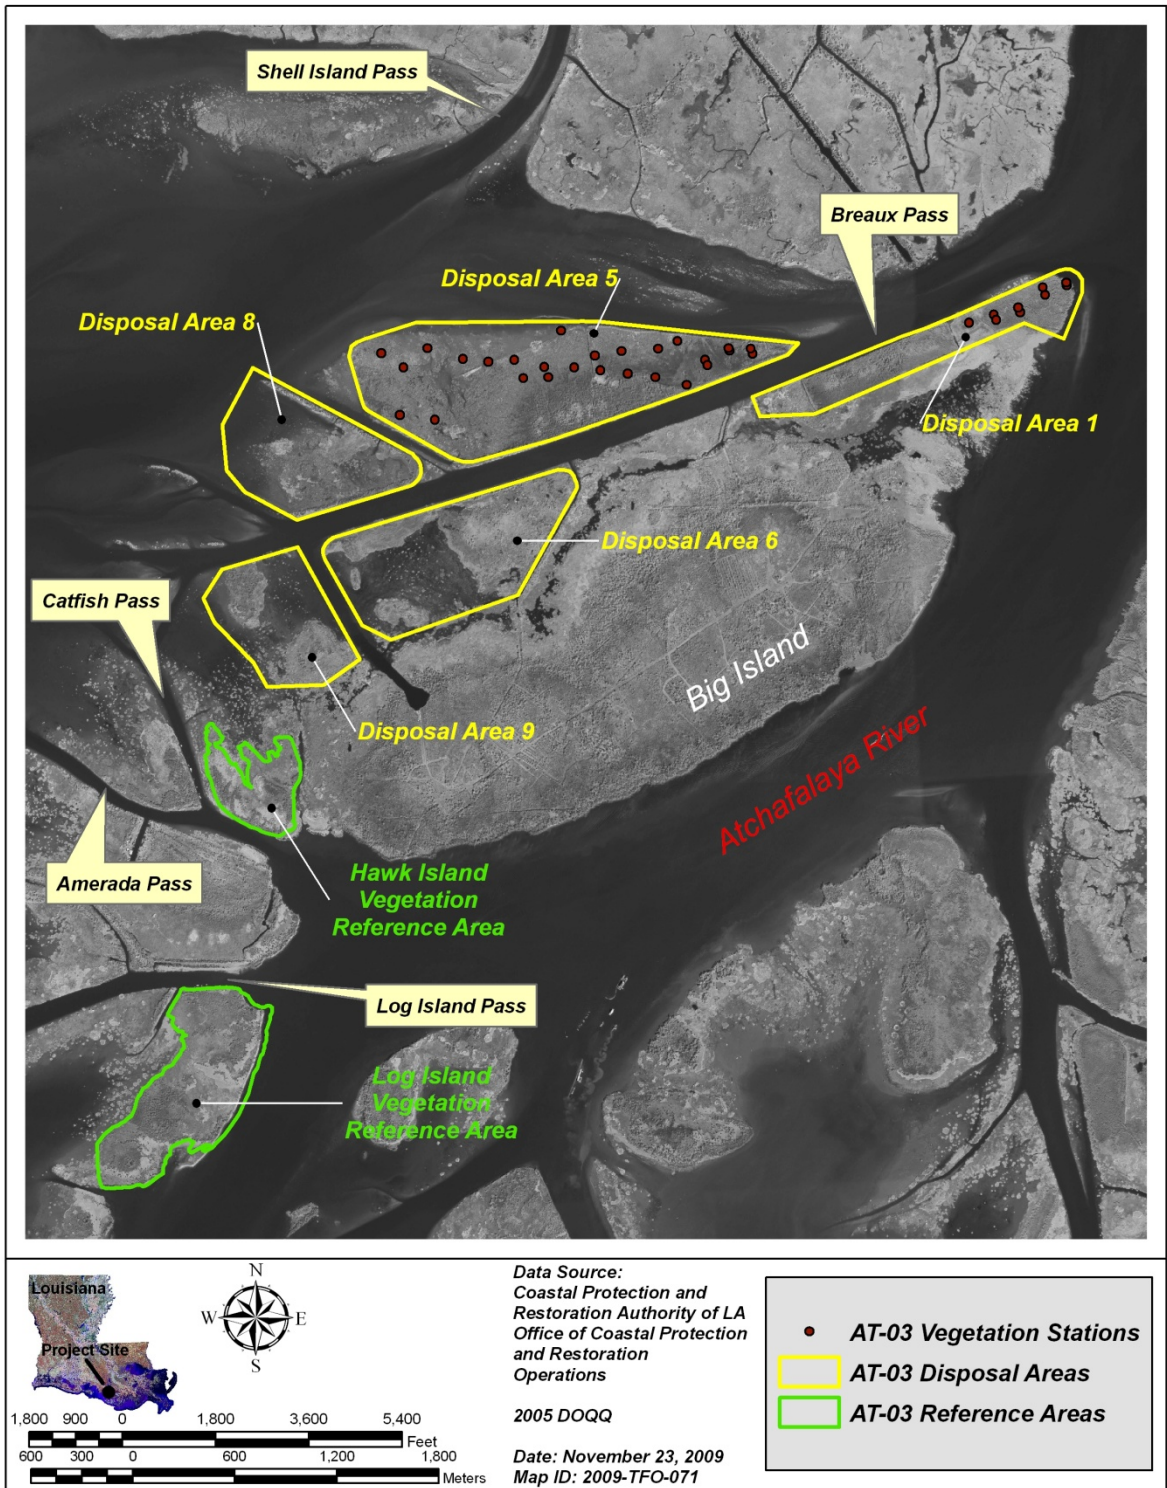 Shell Island Pass
Breaux Pass
Disposal Area 5
Disposal Area 8
Disposal Area 1
Disposal Area 6
Catfish Pass
Big Island
Disposal Area 9
Atchafalaya River
Amerada Pass
Hawk Island
Vegetation
Reference Area
Log Island Pass
Log Island
Vegetation
Reference Area
Louisiana
Project Site
N
W
E
S
1,800 900 0 1,800 3,600 5,400
Feet
600 300 0 600 1,200 1,800
Meters
Data Source:
Coastal Protection and
Restoration Authority of LA
Office of Coastal Protection
and Restoration
Operations
2005 DOQQ
Date: November 23, 2009
Map ID: 2009-TFO-071
AT-03 Vegetation Stations
AT-03 Disposal Areas
AT-03 Reference Areas